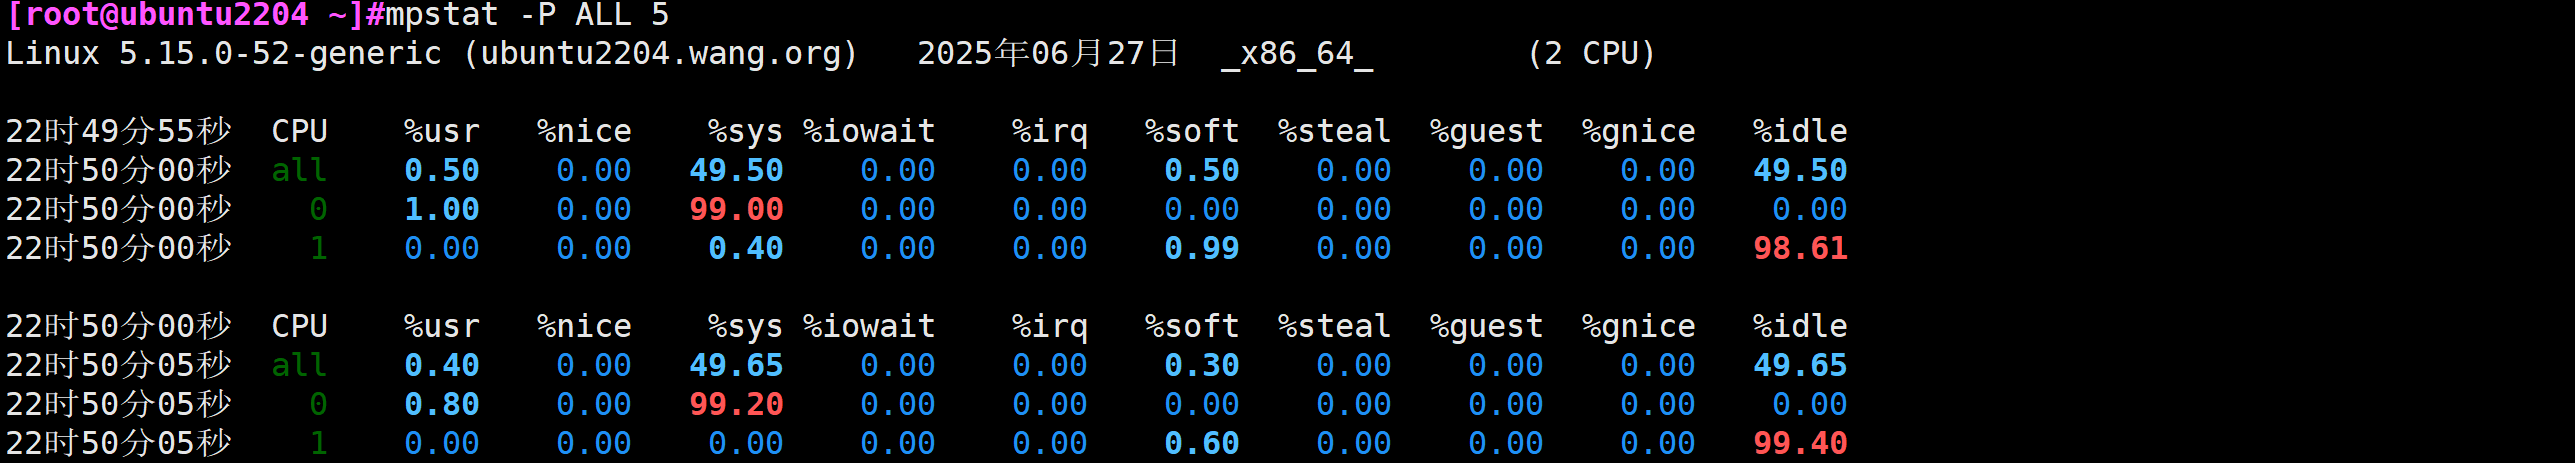 [root@ubuntu2204 ~]#mpstat -P ALL 5
Linux 5.15.0-52-generic (ubuntu2204.wang.org)   2025年06月27日  _x86_64_        (2 CPU)
22时49分55秒  CPU    %usr   %nice    %sys %iowait    %irq   %soft  %steal  %guest  %gnice   %idle
22时50分00秒  all    0.50    0.00   49.50    0.00    0.00    0.50    0.00    0.00    0.00   49.50
22时50分00秒    0    1.00    0.00   99.00    0.00    0.00    0.00    0.00    0.00    0.00    0.00
22时50分00秒    1    0.00    0.00    0.40    0.00    0.00    0.99    0.00    0.00    0.00   98.61
22时50分00秒  CPU    %usr   %nice    %sys %iowait    %irq   %soft  %steal  %guest  %gnice   %idle
22时50分05秒  all    0.40    0.00   49.65    0.00    0.00    0.30    0.00    0.00    0.00   49.65
22时50分05秒    0    0.80    0.00   99.20    0.00    0.00    0.00    0.00    0.00    0.00    0.00
22时50分05秒    1    0.00    0.00    0.00    0.00    0.00    0.60    0.00    0.00    0.00   99.40